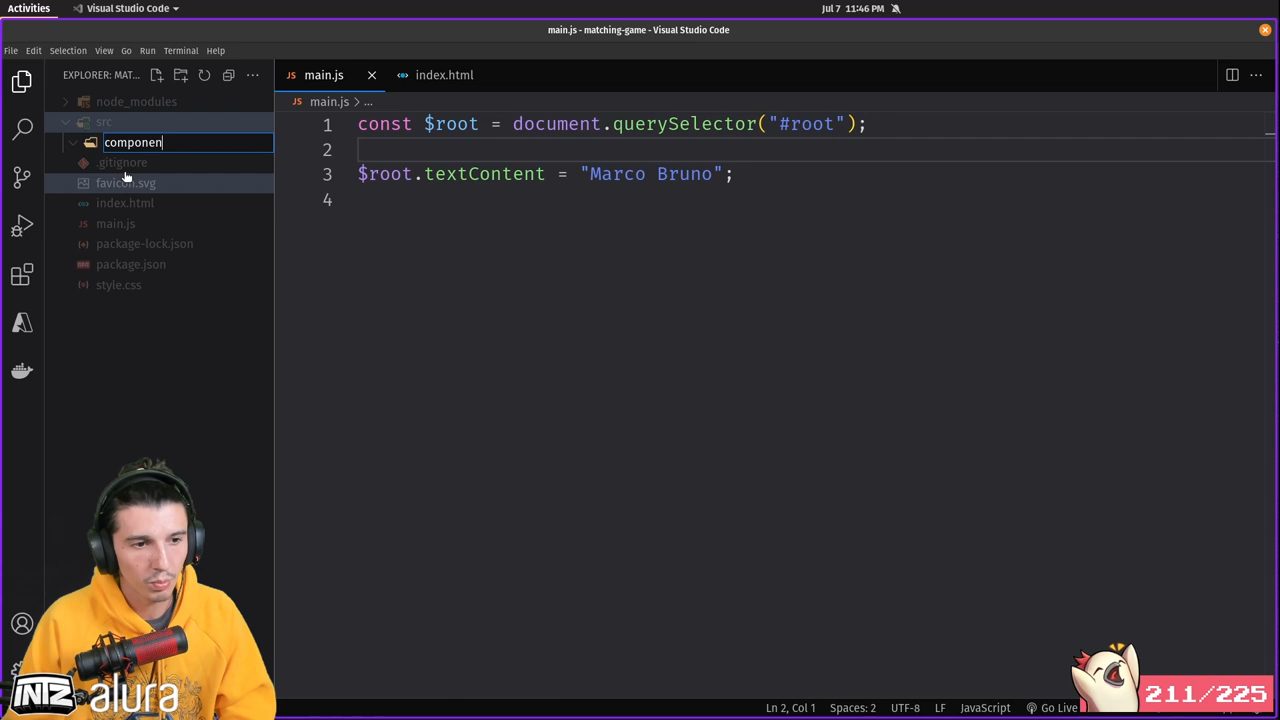 Activities
Visual Studio Code
Jul 7 11:46 PM
main.js - matching-game - Visual Studio Code
File Edit Selection View Go Run Terminal Help
EXPLORER: MAT...
main.js
index.html
node_modules
src
componen
.gitignore
favicon.svg
index.html
main.js
package-lock.json
package.json
style.css
main.js > ...
1 const $root = document.querySelector("#root");
2
3 $root.textContent = "Marco Bruno";
4
INTZ alura
211/225
Ln 2, Col 1 Spaces: 2 UTF-8 LF JavaScript Go Live